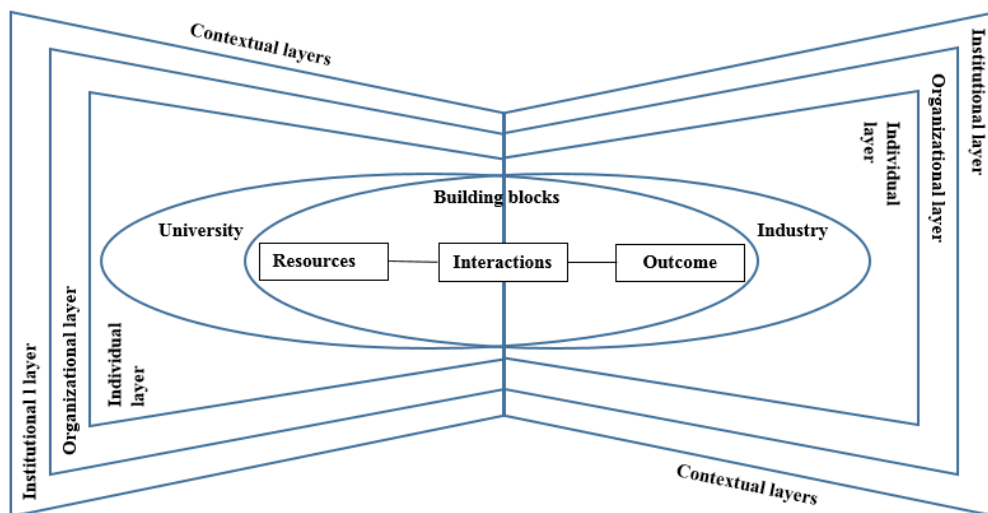 Contextual layers
Institutional l layer
Organizational layer
Individual
layer
University
Building blocks
Industry
Resources
Interactions
Outcome
Individual
layer
Organizational layer
Institutional layer
Contextual layers